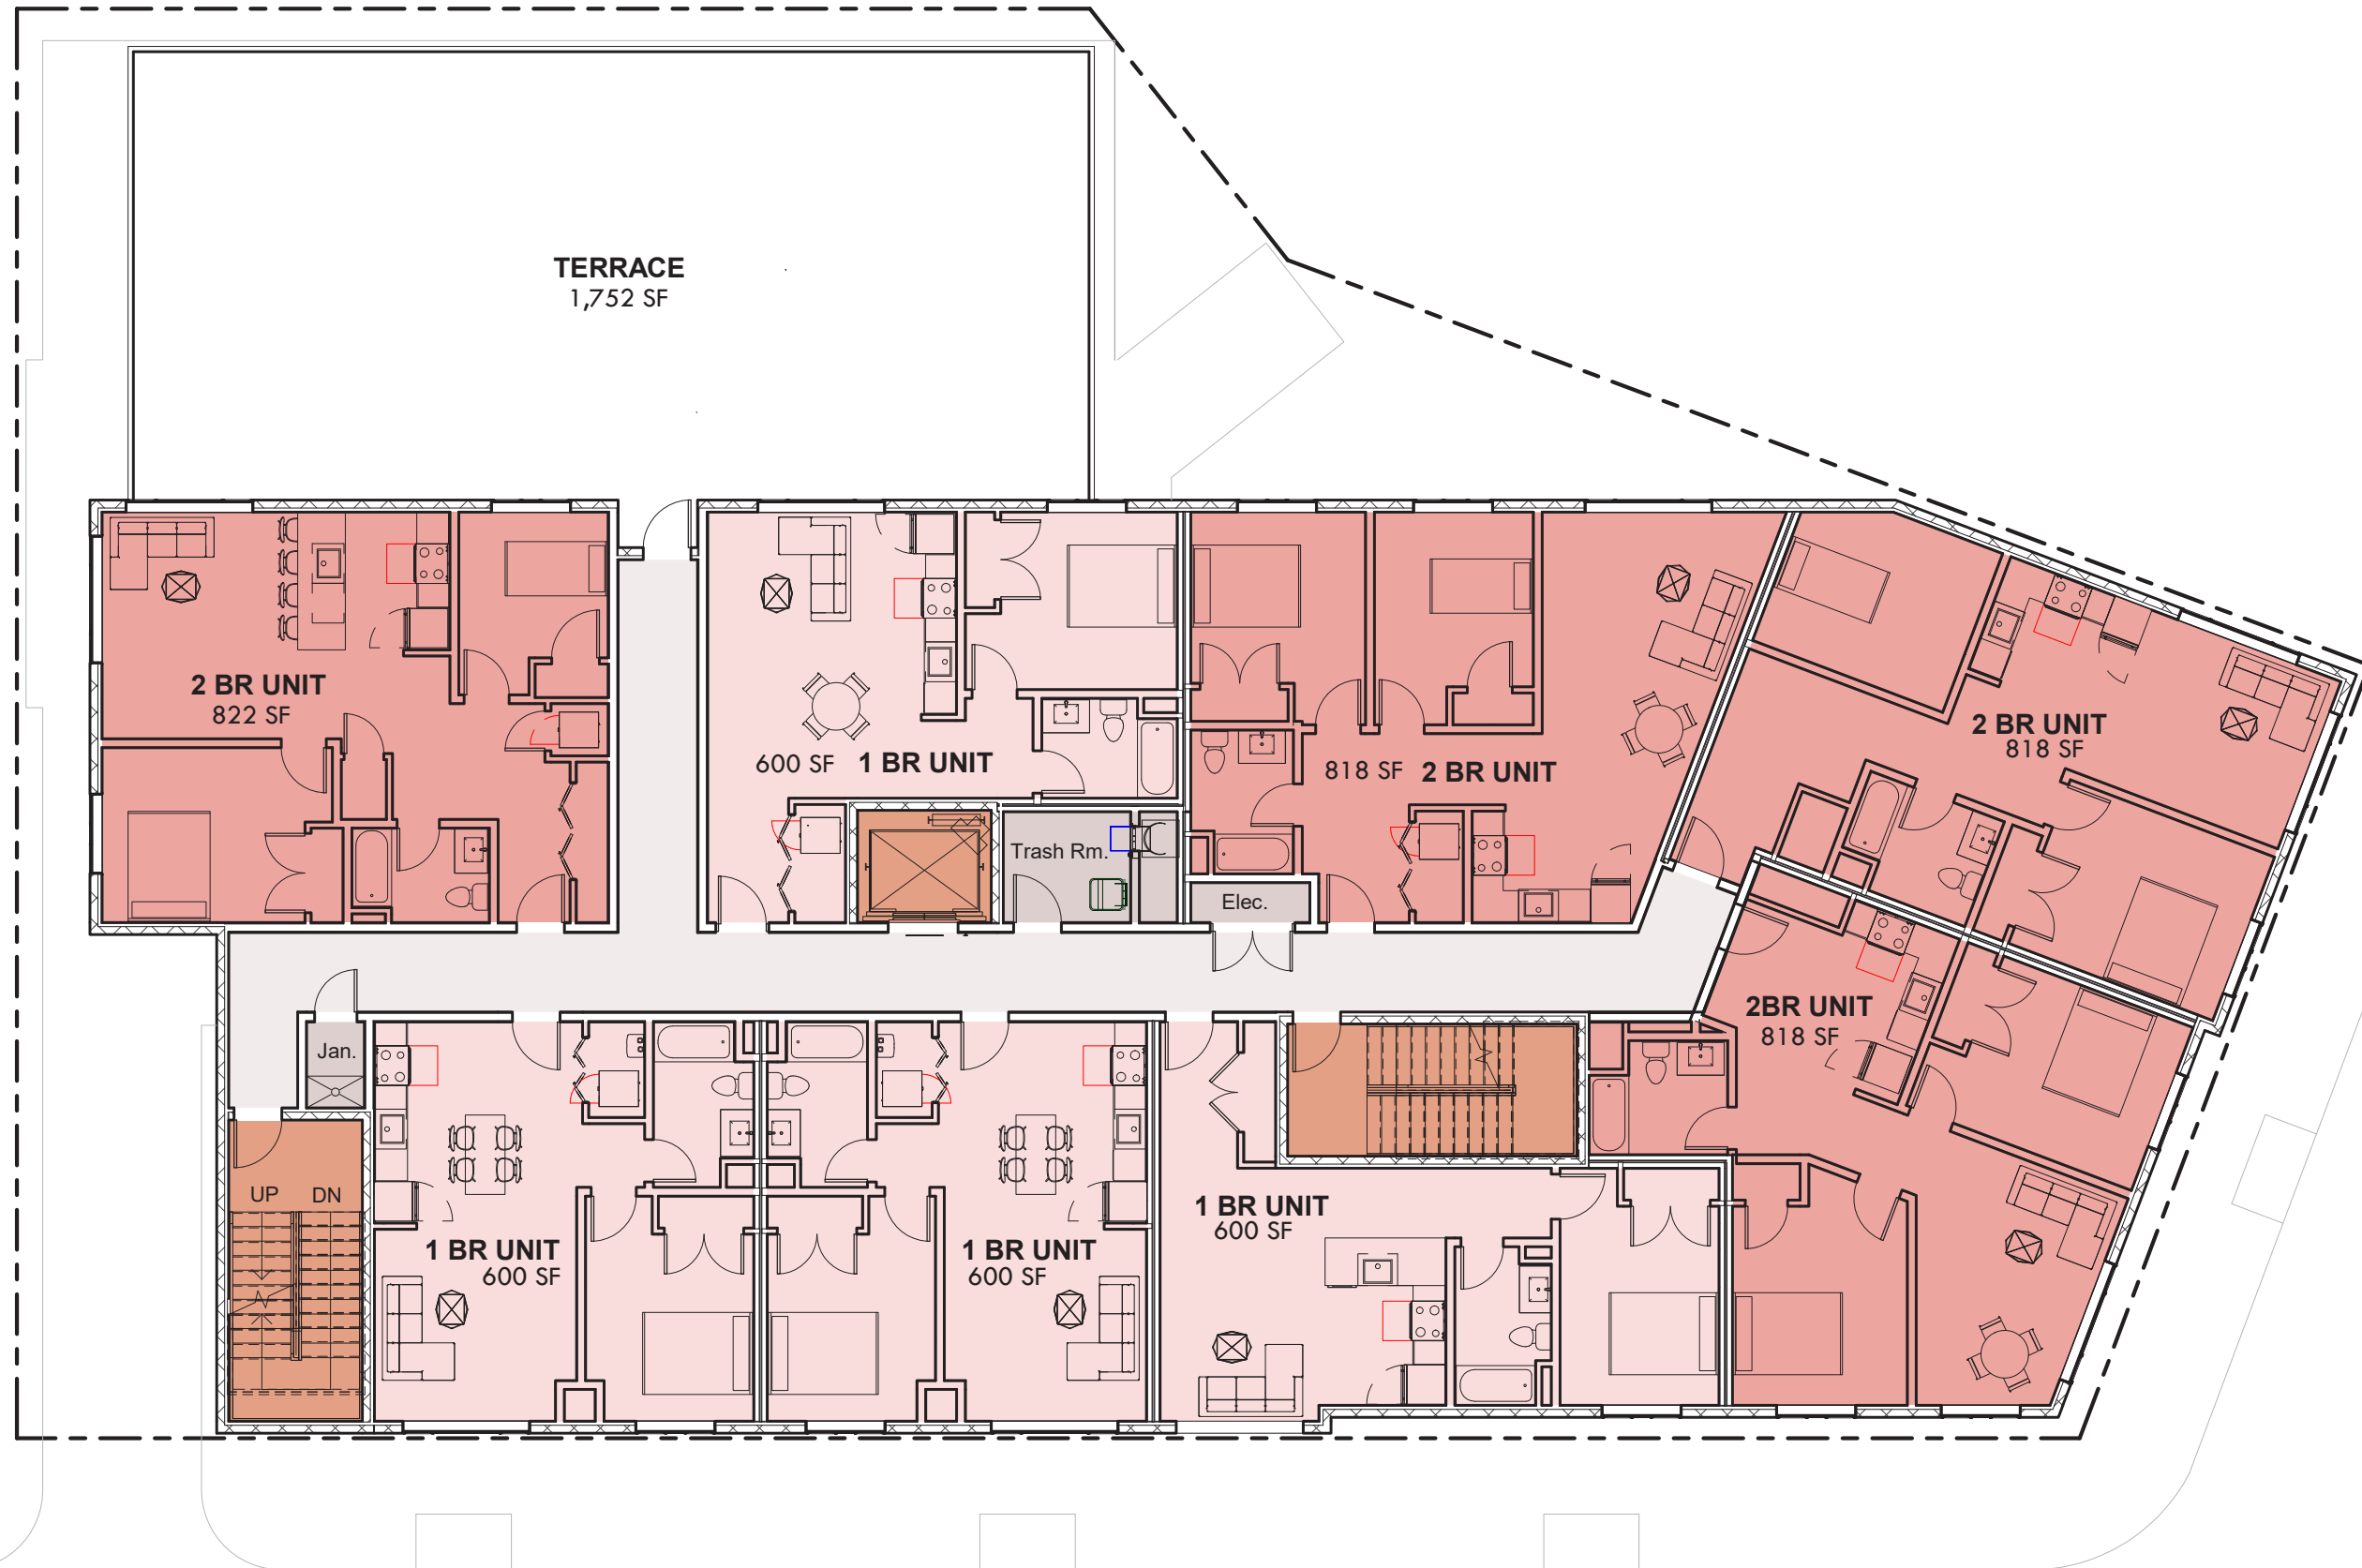 TERRACE
1,752 SF
2 BR UNIT
822 SF
600 SF 1 BR UNIT
818 SF 2 BR UNIT
2 BR UNIT
818 SF
Trash Rm.
Elec.
2BR UNIT
818 SF
Jan.
UP DN
1 BR UNIT
600 SF
1 BR UNIT
600 SF
1 BR UNIT
600 SF